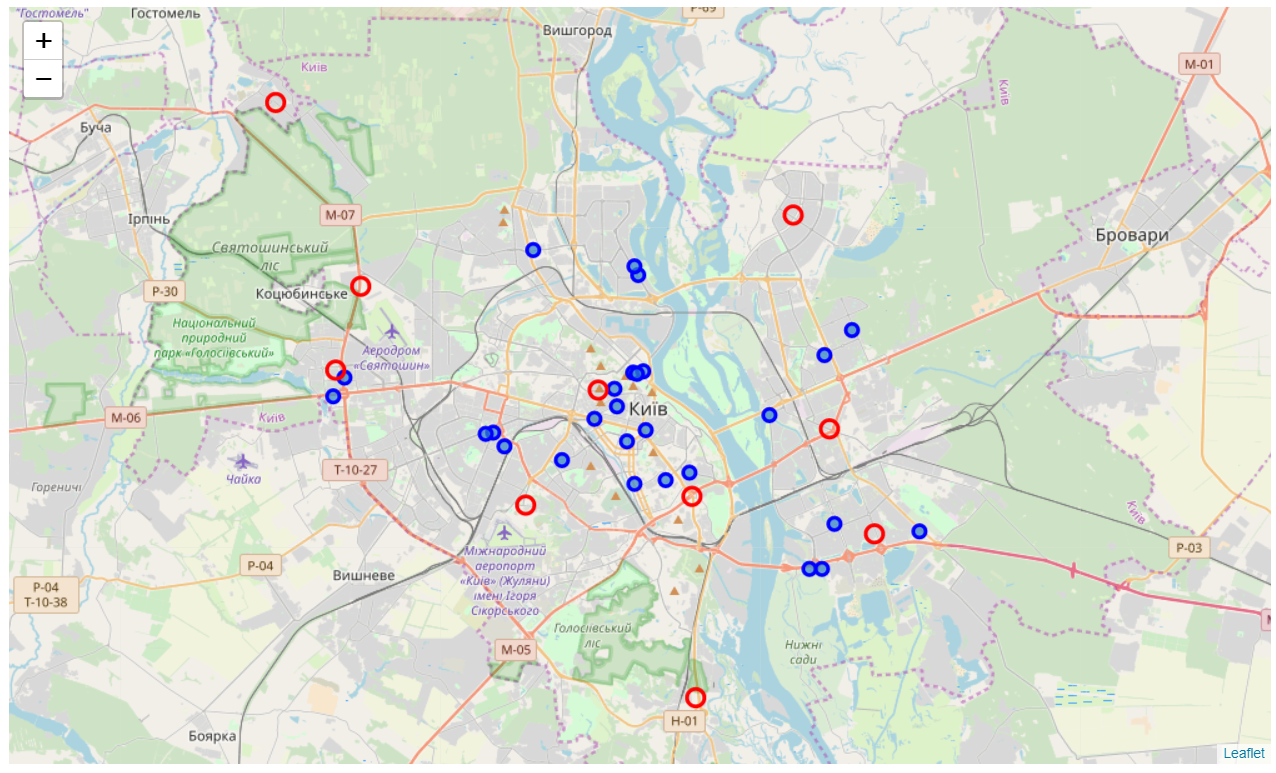 "Гостомель"
Гостомель
P-69
+
−
Вишгород
М-01
Київ
Київ
Буча
Ірпінь
М-07
Святошинський
ліс
Бровари
Р-30
Коцюбинське
Національний
природний
парк «Голосіївський»
Аеродром
«Святошин»
Київ
М-06
Київ
Т-10-27
Чайка
Гореничі
Київ
Р-03
Міжнародний
аеропорт
«Київ» (Жуляни)
імені Ігоря
Сікорського
Р-04
Вишневе
Р-04
Т-10-38
Голосіївський
ліс
М-05
Нижні
сади
Н-01
Боярка
Leaflet